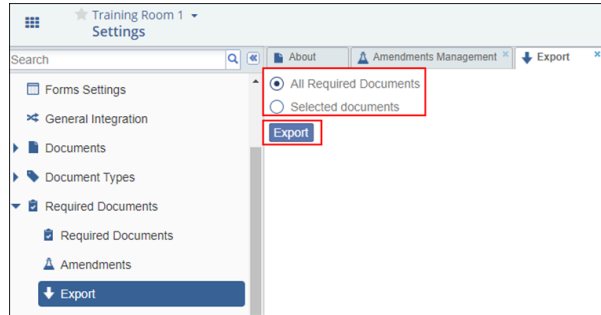 Training Room 1
Settings
Search
About
Amendments Management
Export
Forms Settings
General Integration
Documents
Document Types
Required Documents
Required Documents
Amendments
Export
All Required Documents
Selected documents
Export